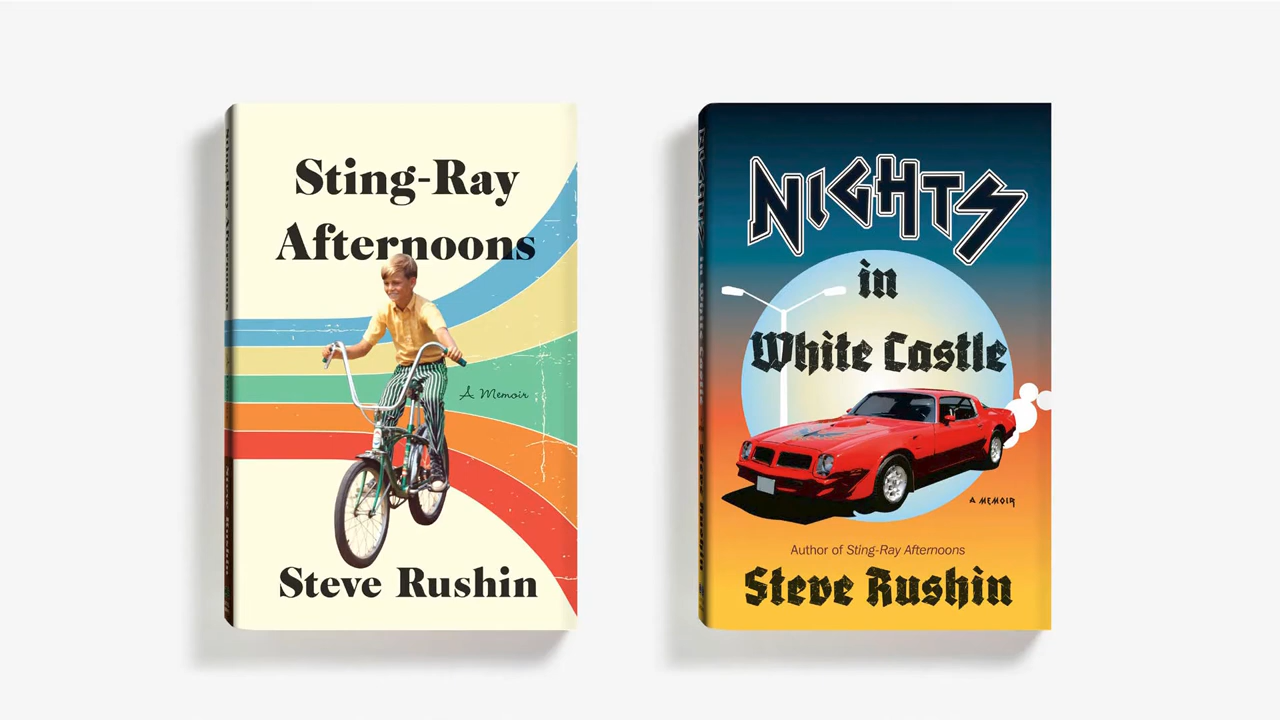 Sting-Ray
Afternoons
A Memoir
Steve Rushin
NIGHTS
in
White Castle
A MEMOIR
Author of Sting-Ray Afternoons
Steve Rushin